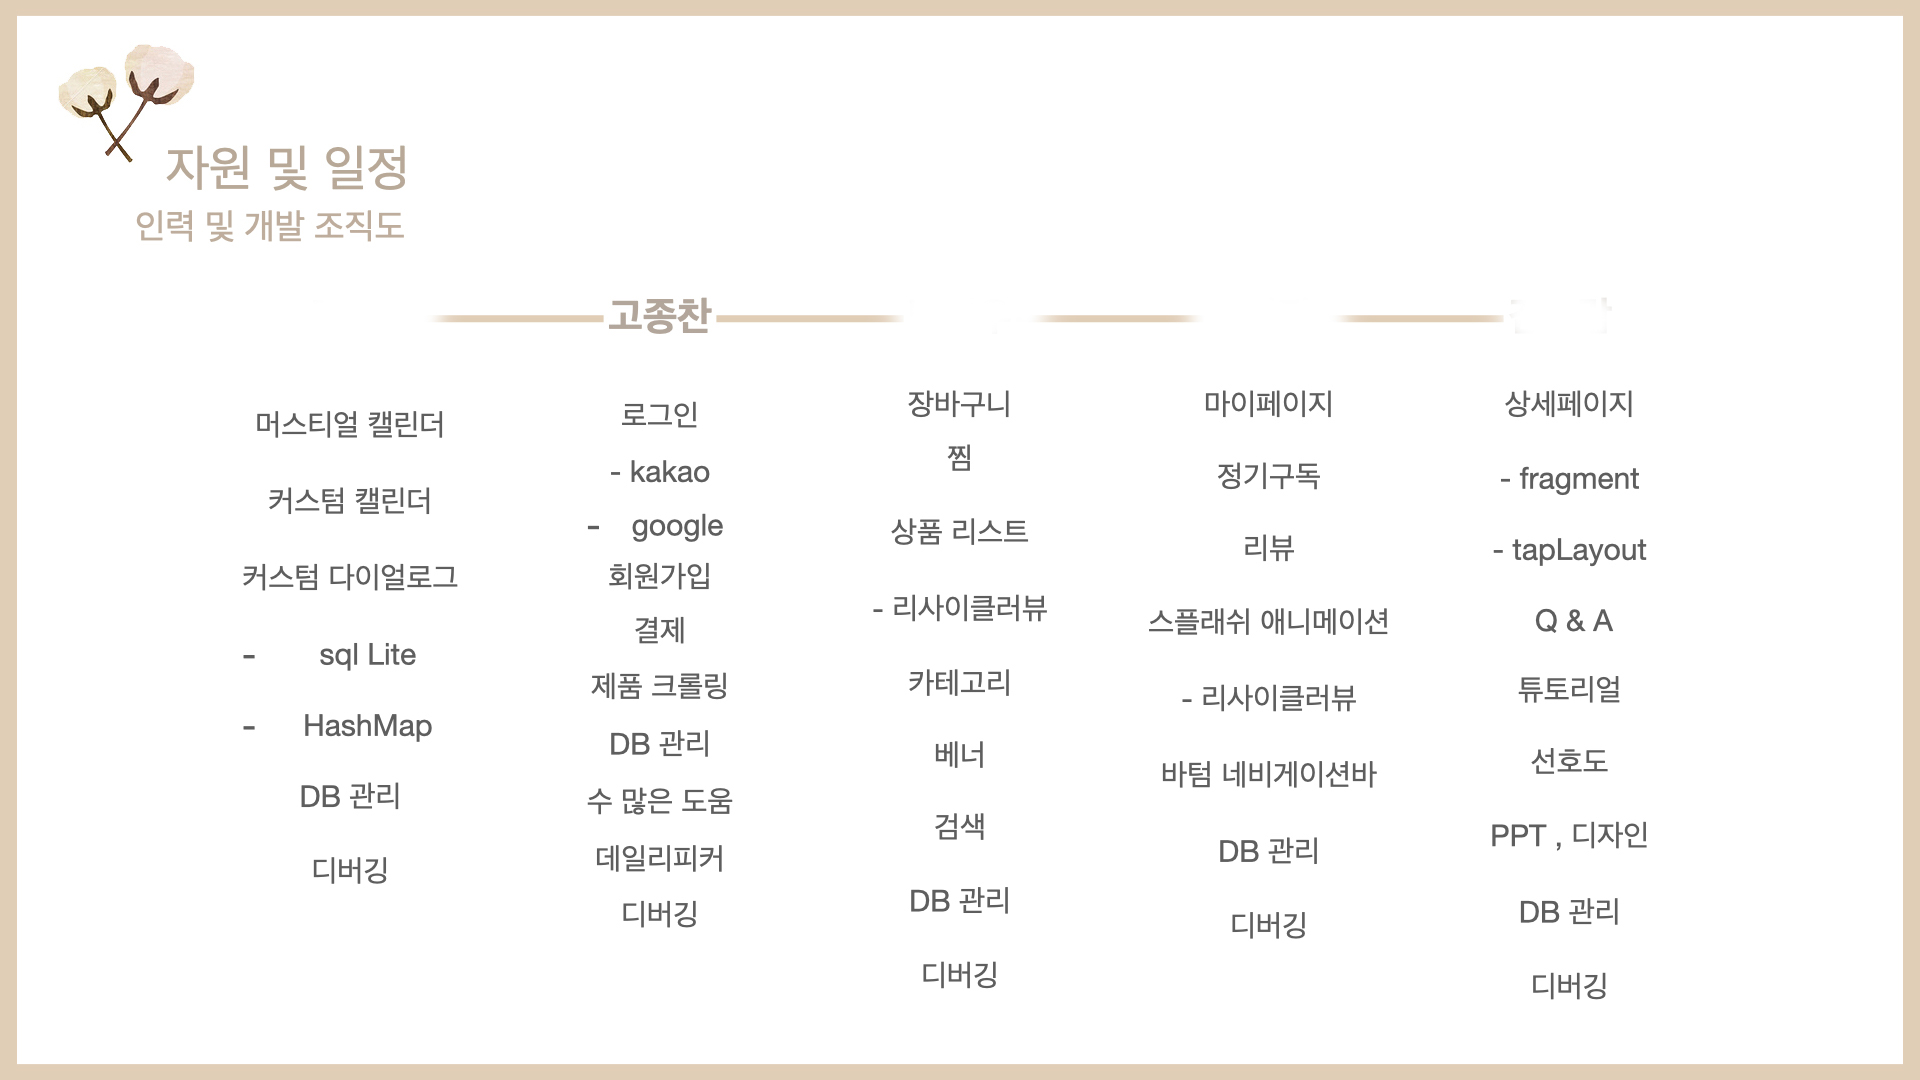 자원 및 일정
인력 및 개발 조직도
고종찬
머스티얼 캘린더
커스텀 캘린더
커스텀 다이얼로그
- sql Lite
- HashMap
DB 관리
디버깅
로그인
- kakao
- google
회원가입
결제
제품 크롤링
DB 관리
수 많은 도움
데일리피커
디버깅
장바구니
찜
상품 리스트
- 리사이클러뷰
카테고리
베너
검색
DB 관리
디버깅
마이페이지
정기구독
리뷰
스플래쉬 애니메이션
- 리사이클러뷰
바텀 네비게이션바
DB 관리
디버깅
상세페이지
- fragment
- tapLayout
Q & A
튜토리얼
선호도
PPT , 디자인
DB 관리
디버깅